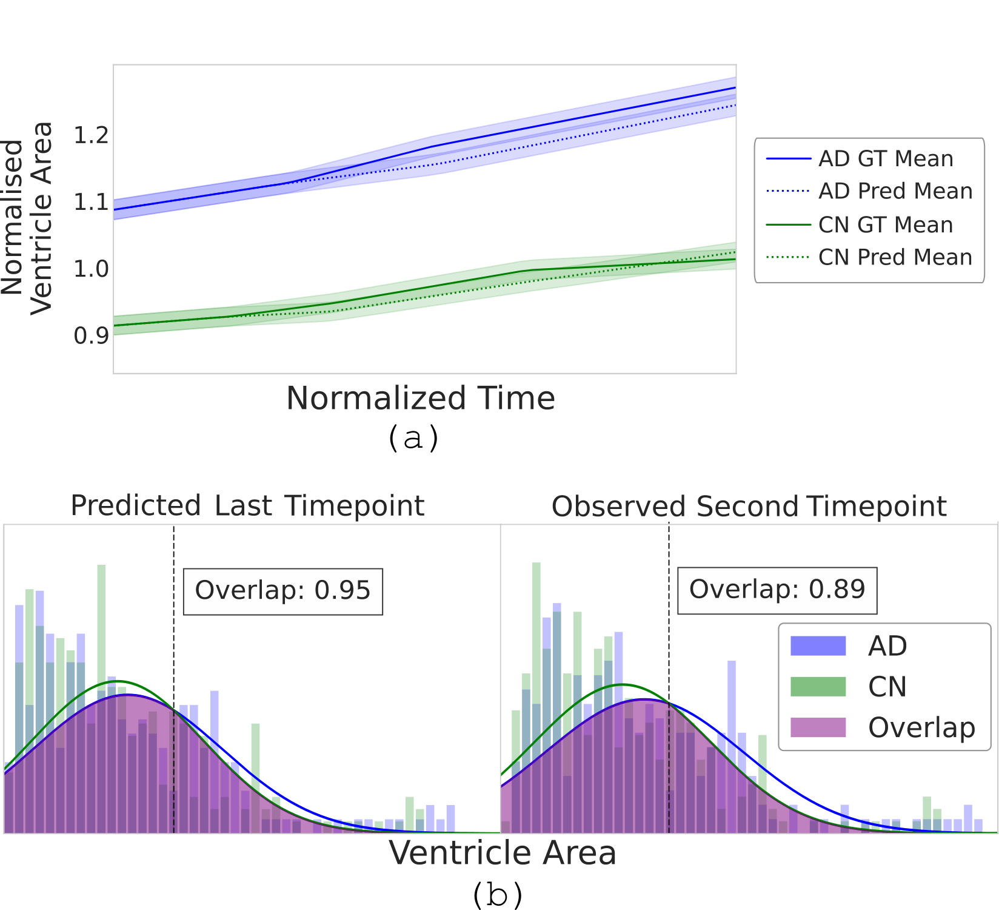 Normalised
Ventricle Area
1.2
1.1
1.0
0.9
Normalized Time
AD GT Mean
AD Pred Mean
CN GT Mean
CN Pred Mean
(a)
Predicted Last Timepoint
Observed Second Timepoint
Overlap: 0.95
Overlap: 0.89
AD
CN
Overlap
Ventricle Area
(b)